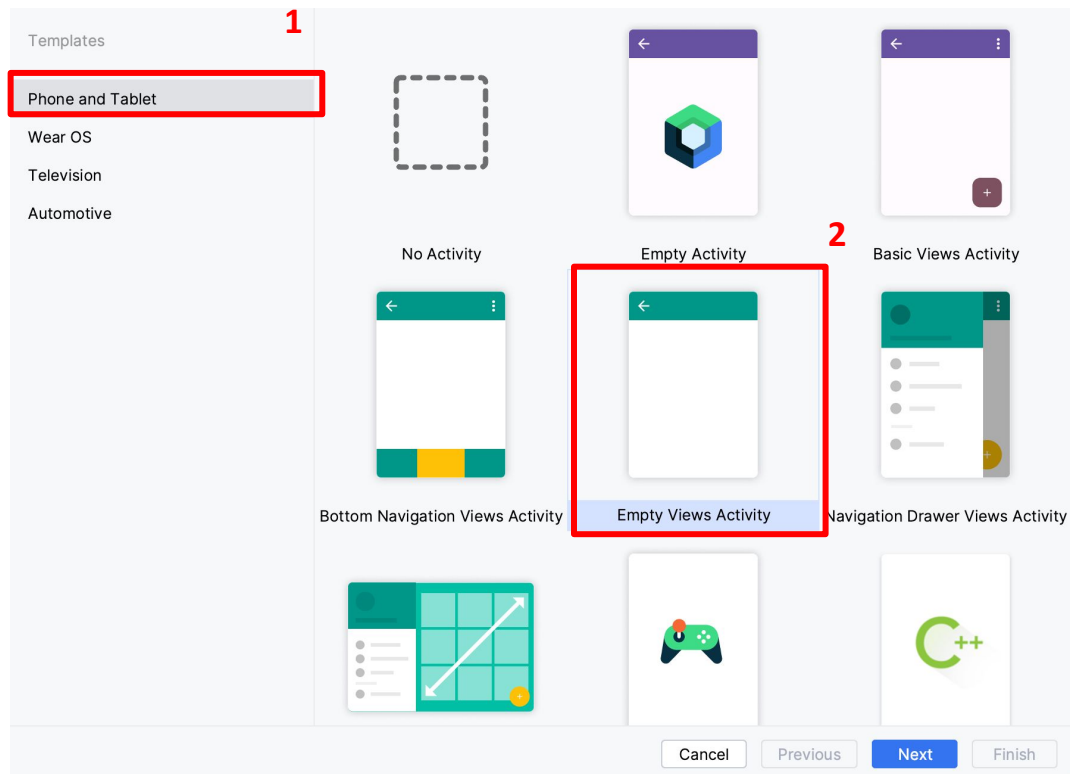 1
Templates
Phone and Tablet
Wear OS
Television
Automotive
No Activity
Empty Activity
2
Basic Views Activity
Bottom Navigation Views Activity
Empty Views Activity
Navigation Drawer Views Activity
C++
Cancel
Previous
Next
Finish